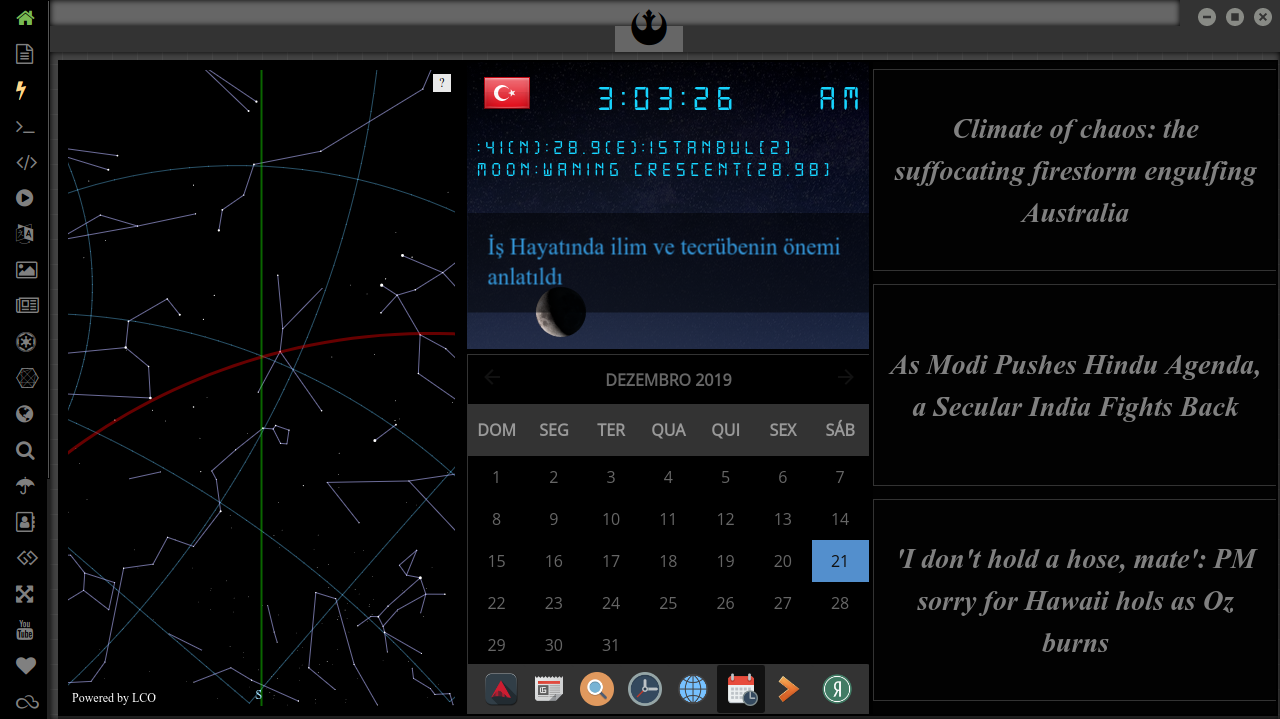 ?
Powered by LCO
S
3:03:26 AM
:41(N):28.9(E):ISTANBUL(2)
MOON:WANING CRESCENT(28.98)
İş Hayatında ilim ve tecrübenin önemi
anlatıldı
DEZEMBRO 2019
DOM SEG TER QUA QUI SEX SÁB
1 2 3 4 5 6 7
8 9 10 11 12 13 14
15 16 17 18 19 20 21
22 23 24 25 26 27 28
29 30 31
Climate of chaos: the
suffocating firestorm engulfing
Australia
As Modi Pushes Hindu Agenda,
a Secular India Fights Back
'I don't hold a hose, mate': PM
sorry for Hawaii hols as Oz
burns
You
Tube
Я